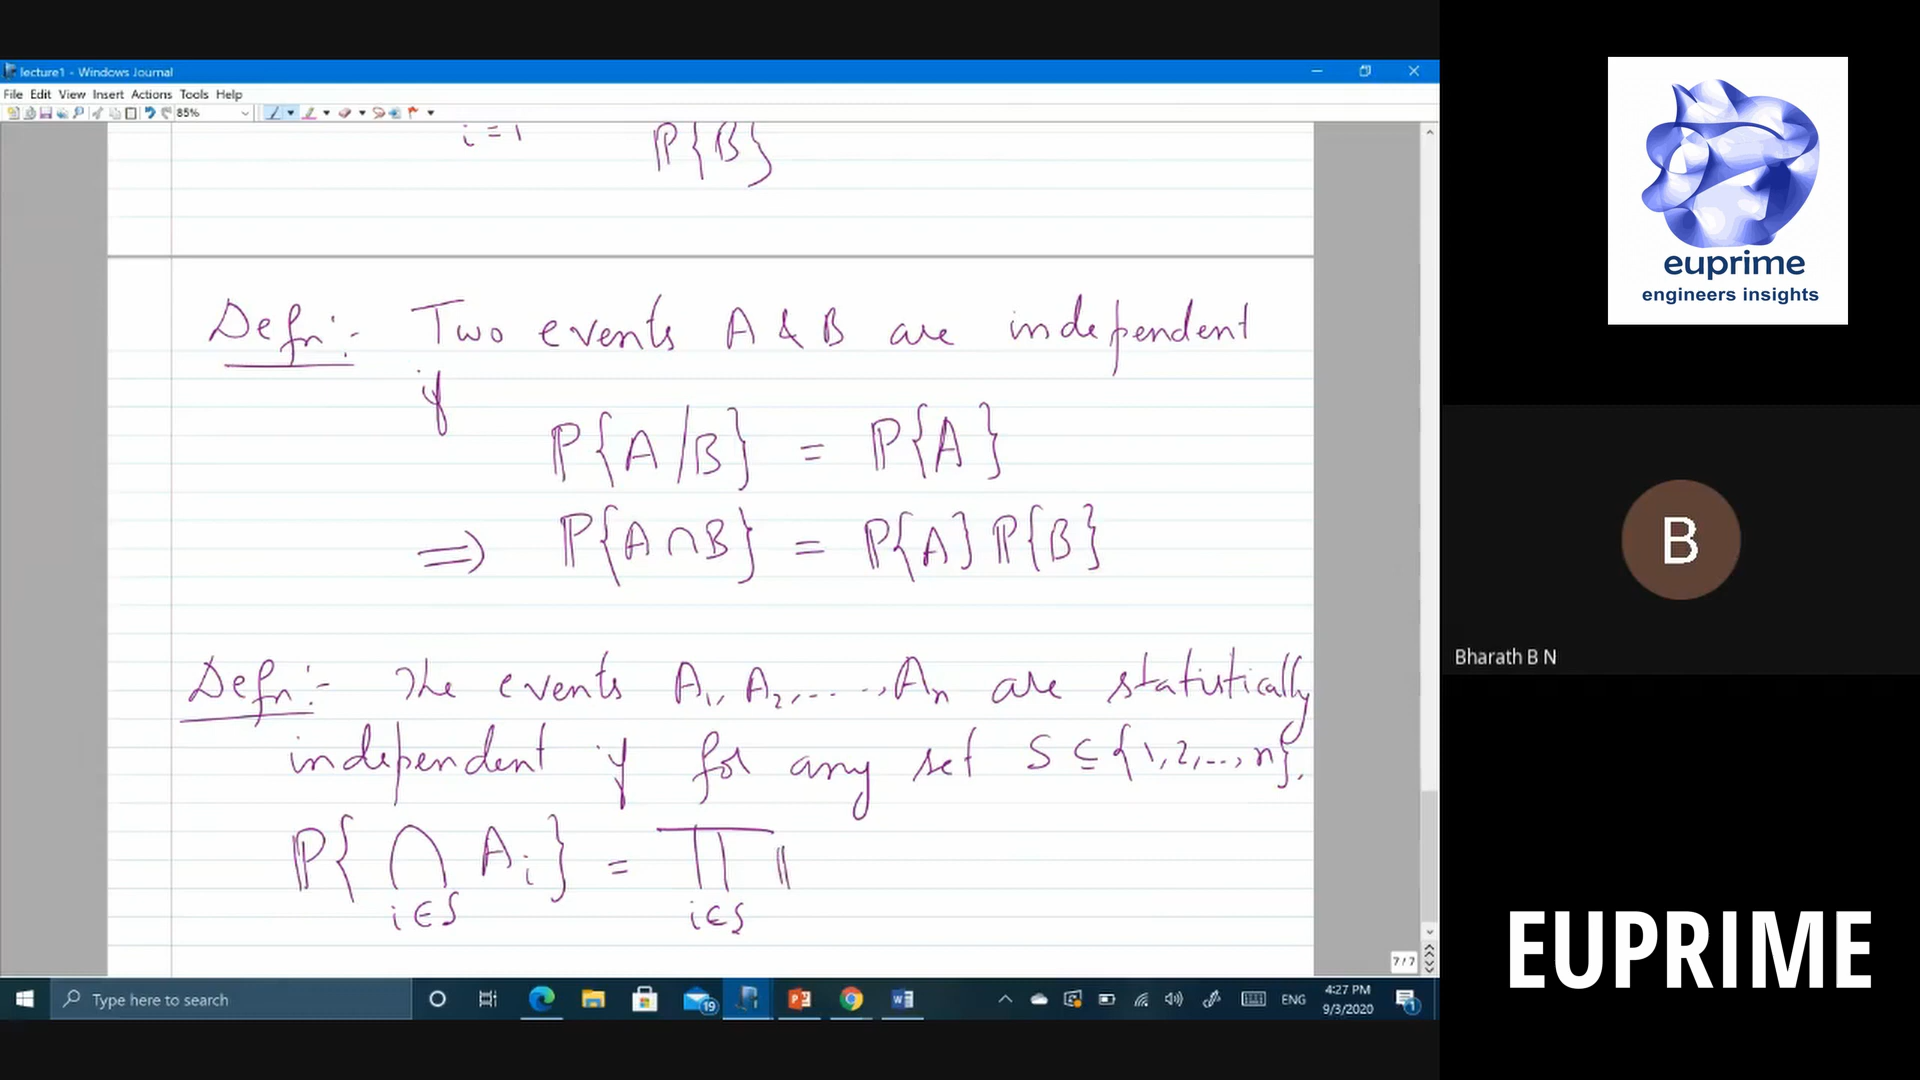 lecture1 - Windows Journal
File Edit View Insert Actions Tools Help
85%
i = 1 ℙ{B}
Defn:- Two events A & B are independent
if
ℙ{A/B} = ℙ{A}
⇒ ℙ{A∩B} = ℙ{A} ℙ{B}
Defn:- The events A₁, A₂, ...., Aₙ are statistically
independent if for any set S ⊆ {1, 2, ..., n},
ℙ{ ∩ Aᵢ } = ∏
i∈S i∈S
7 / 7
Type here to search
19
ENG
4:27 PM
9/3/2020
1
euprime
engineers insights
B
Bharath B N
EUPRIME